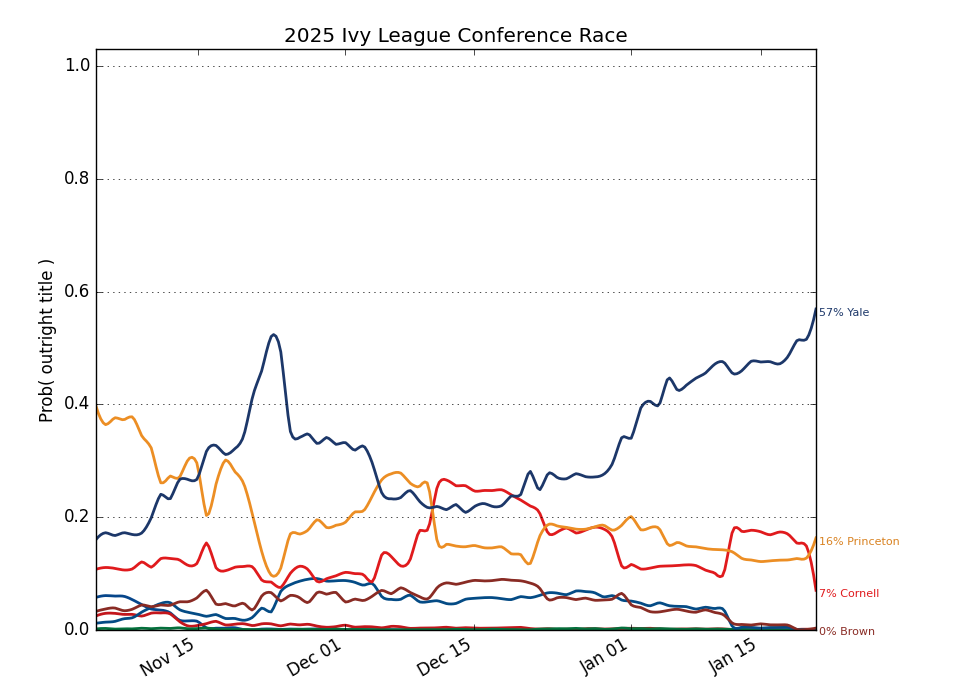 2025 Ivy League Conference Race
1.0
0.8
0.6
0.4
0.2
0.0
Prob( outright title )
57% Yale
16% Princeton
7% Cornell
0% Brown
Nov 15
Dec 01
Dec 15
Jan 01
Jan 15